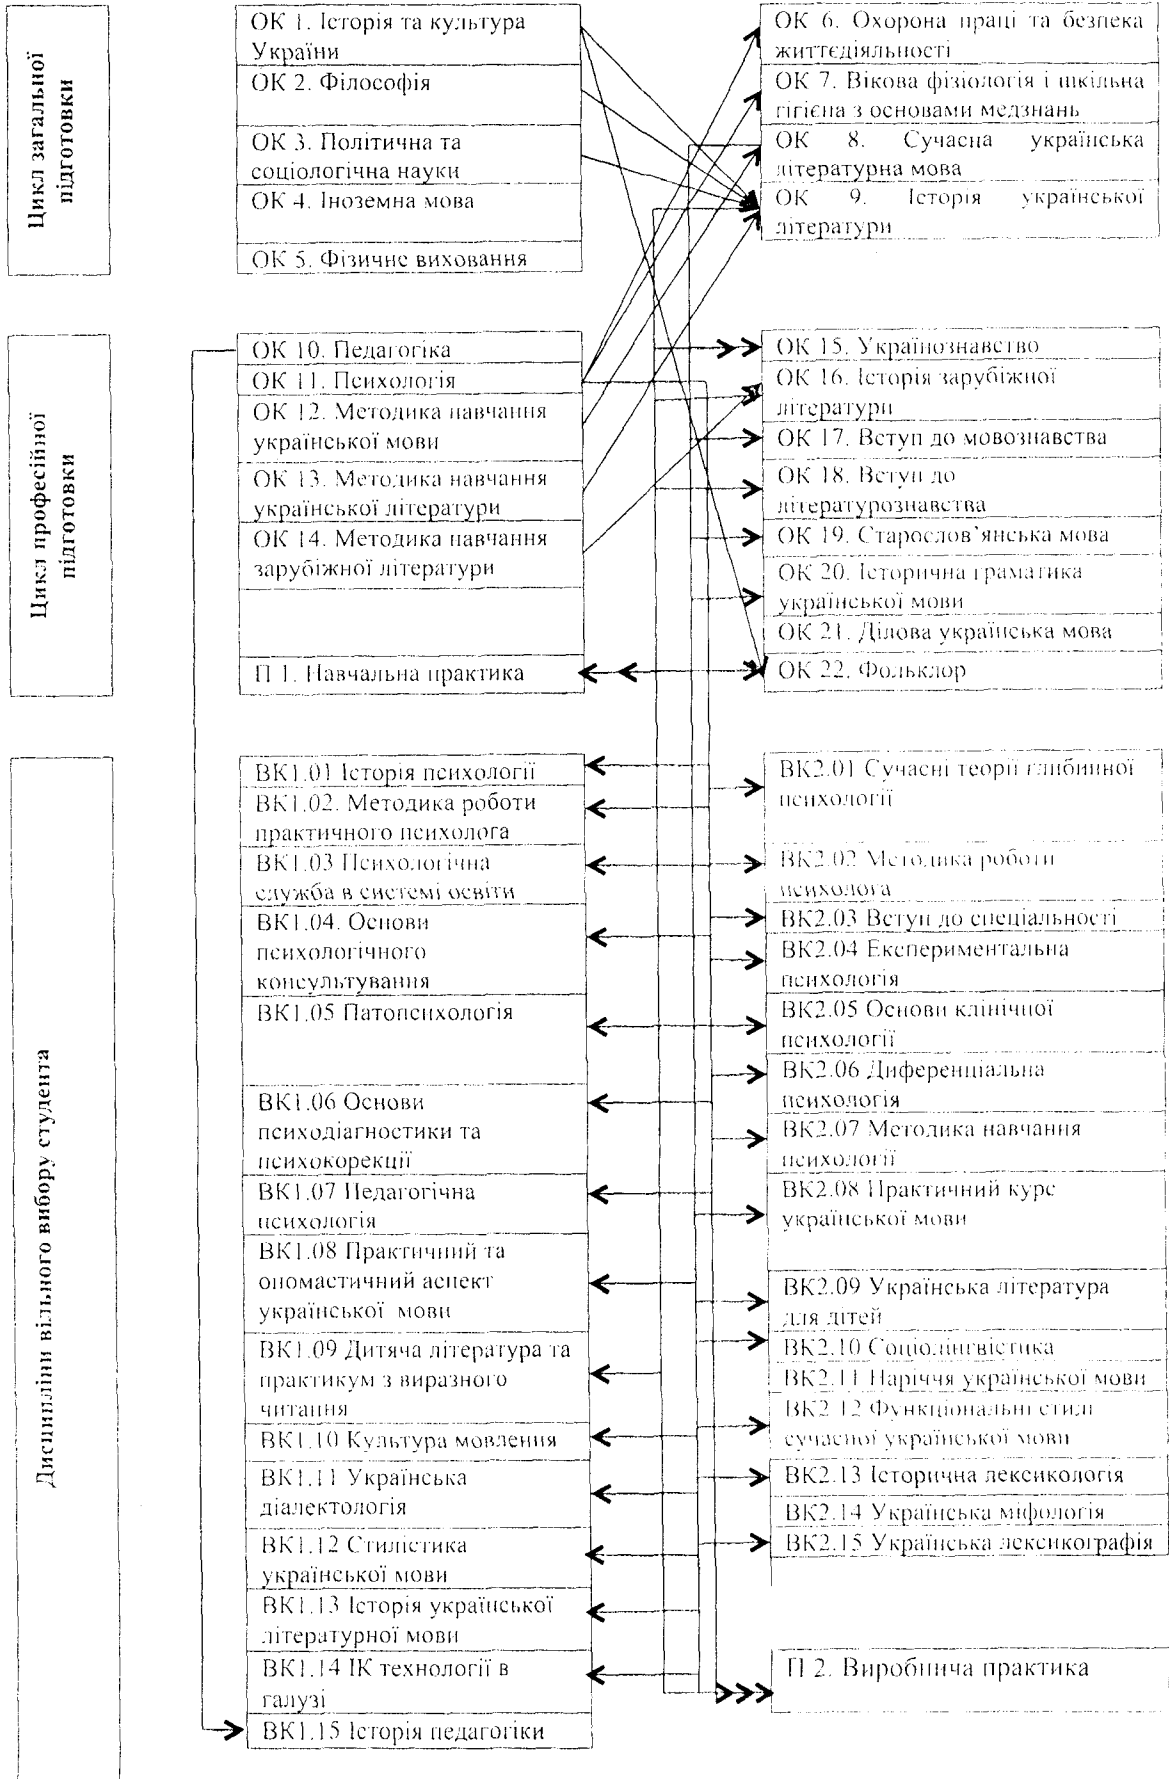 Цикл загальної
підготовки
ОК 1. Історія та культура
України
ОК 2. Філософія
ОК 3. Політична та
соціологічна науки
ОК 4. Іноземна мова
ОК 5. Фізичне виховання
ОК 6. Охорона праці та безпека
життєдіяльності
ОК 7. Вікова фізіологія і шкільна
гігієна з основами медзнань
ОК 8. Сучасна українська
літературна мова
ОК 9. Історія української
літератури
Цикл професійної
підготовки
ОК 10. Педагогіка
ОК 11. Психологія
ОК 12. Методика навчання
української мови
ОК 13. Методика навчання
української літератури
ОК 14. Методика навчання
зарубіжної літератури
П 1. Навчальна практика
ОК 15. Українознавство
ОК 16. Історія зарубіжної
літератури
ОК 17. Вступ до мовознавства
ОК 18. Вступ до
літературознавства
ОК 19. Старослов’янська мова
ОК 20. Історична граматика
української мови
ОК 21. Ділова українська мова
ОК 22. Фольклор
Дисципліни вільного вибору студента
ВК1.01 Історія психології
ВК1.02. Методика роботи
практичного психолога
ВК1.03 Психологічна
служба в системі освіти
ВК1.04. Основи
психологічного
консультування
ВК1.05 Патопсихологія
ВК1.06 Основи
психодіагностики та
психокорекції
ВК1.07 Педагогічна
психологія
ВК1.08 Практичний та
ономастичний аспект
української мови
ВК1.09 Дитяча література та
практикум з виразного
читання
ВК1.10 Культура мовлення
ВК1.11 Українська
діалектологія
ВК1.12 Стилістика
української мови
ВК1.13 Історія української
літературної мови
ВК1.14 ІК технології в
галузі
ВК1.15 Історія педагогіки
ВК2.01 Сучасні теорії глибинної
психології
ВК2.02 Методика роботи
психолога
ВК2.03 Вступ до спеціальності
ВК2.04 Експериментальна
психологія
ВК2.05 Основи клінічної
психології
ВК2.06 Диференціальна
психологія
ВК2.07 Методика навчання
психології
ВК2.08 Практичний курс
української мови
ВК2.09 Українська література
для дітей
ВК2.10 Соціолінгвістика
ВК2.11 Наріччя української мови
ВК2.12 Функціональні стилі
сучасної української мови
ВК2.13 Історична лексикологія
ВК2.14 Українська міфологія
ВК2.15 Українська лексикографія
П 2. Виробнича практика